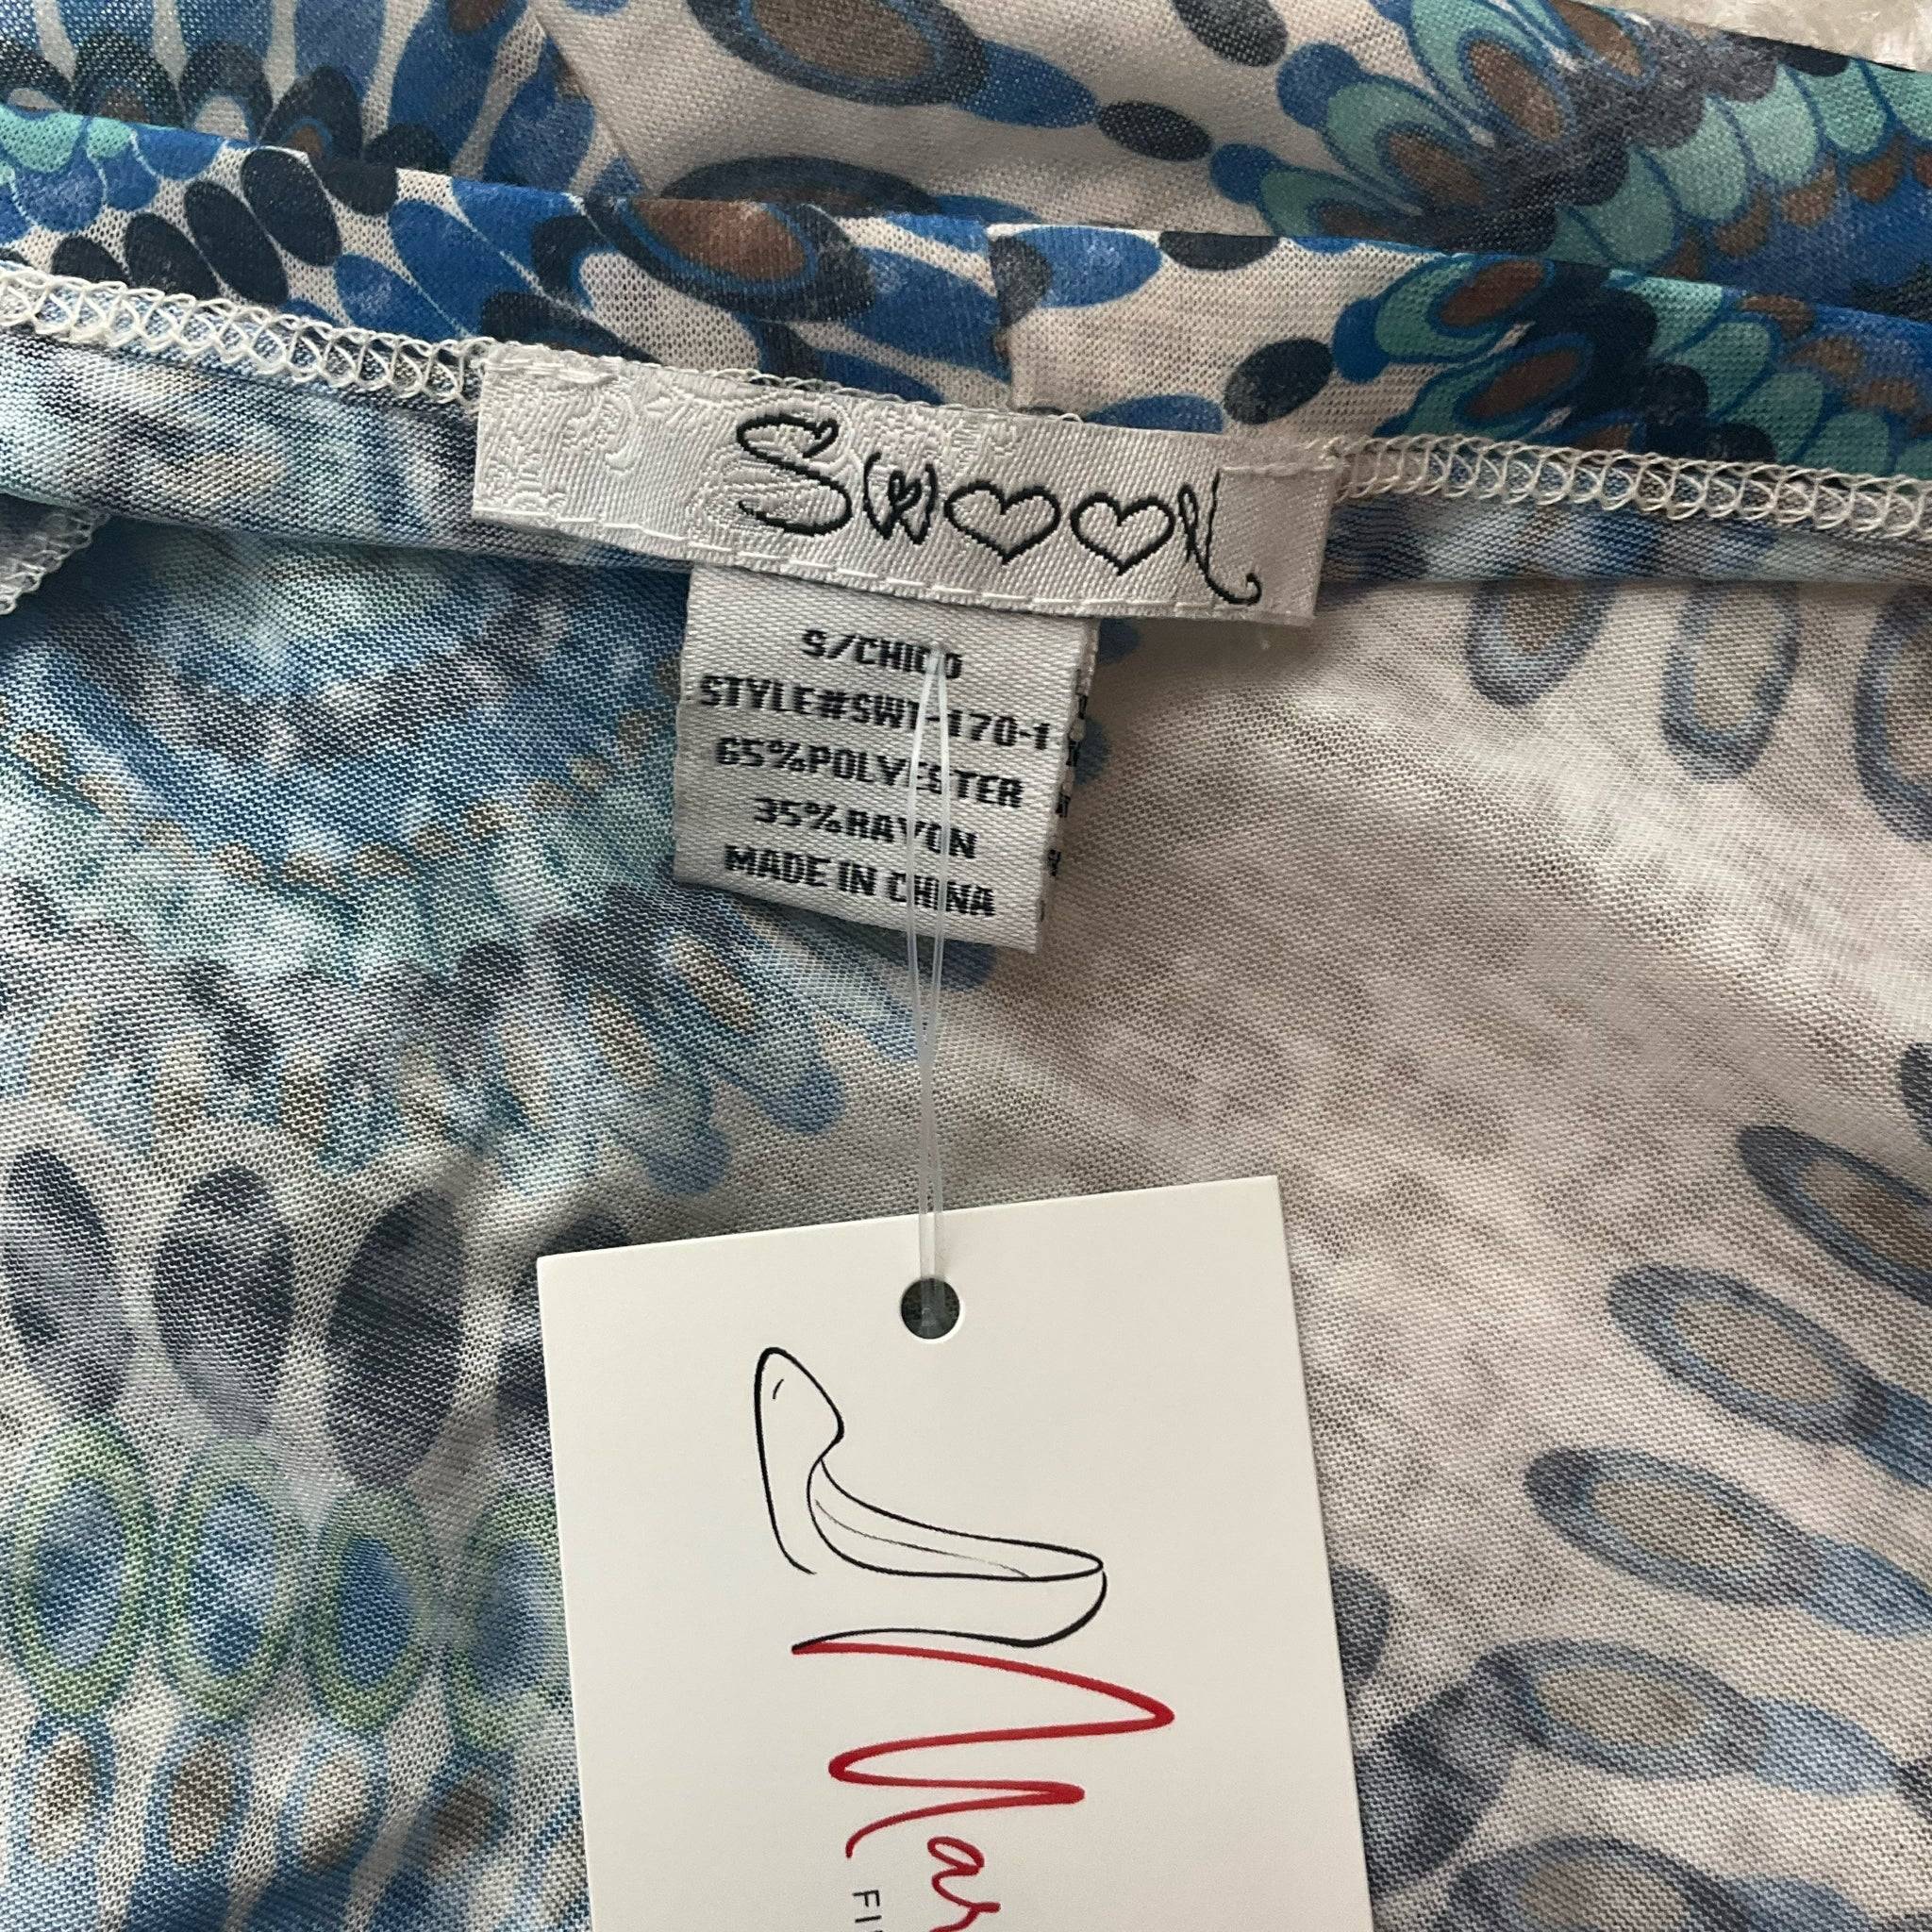 Swoon
S/CHICO
STYLE#SWT-170-1
65%POLYESTER
35%RAYON
MADE IN CHINA